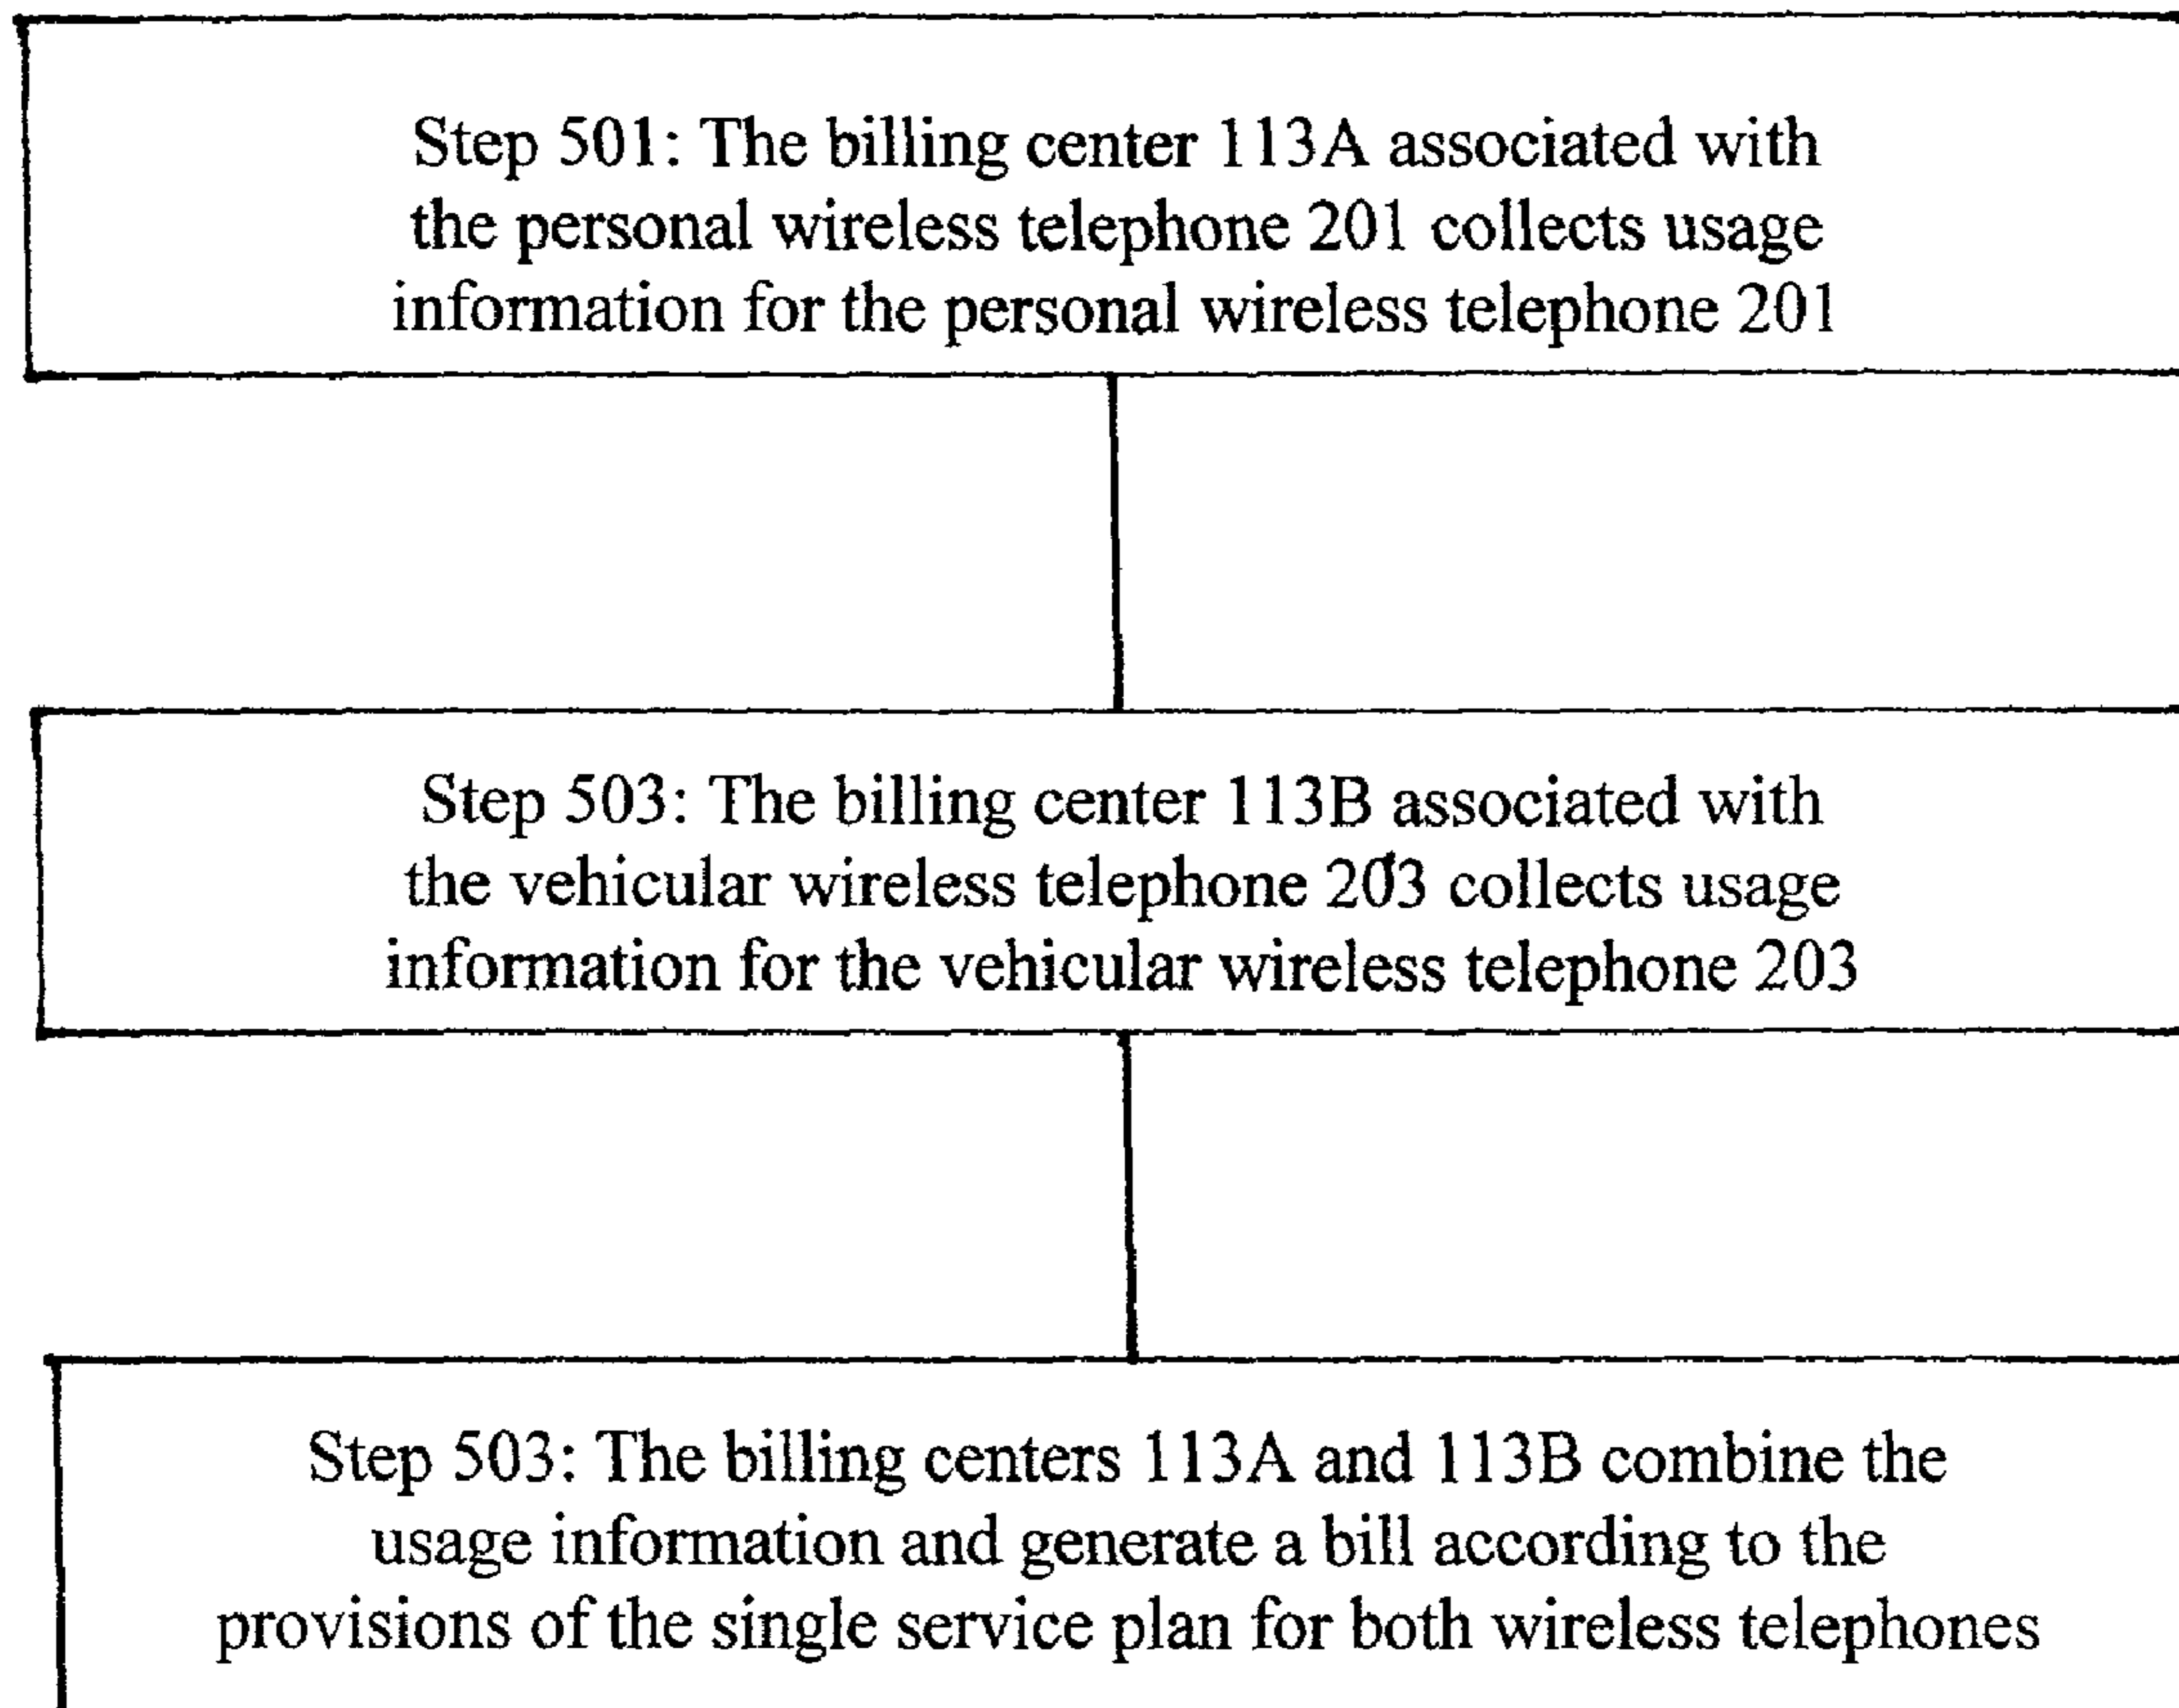 Step 501: The billing center 113A associated with
the personal wireless telephone 201 collects usage
information for the personal wireless telephone 201
Step 503: The billing center 113B associated with
the vehicular wireless telephone 203 collects usage
information for the vehicular wireless telephone 203
Step 503: The billing centers 113A and 113B combine the
usage information and generate a bill according to the
provisions of the single service plan for both wireless telephones